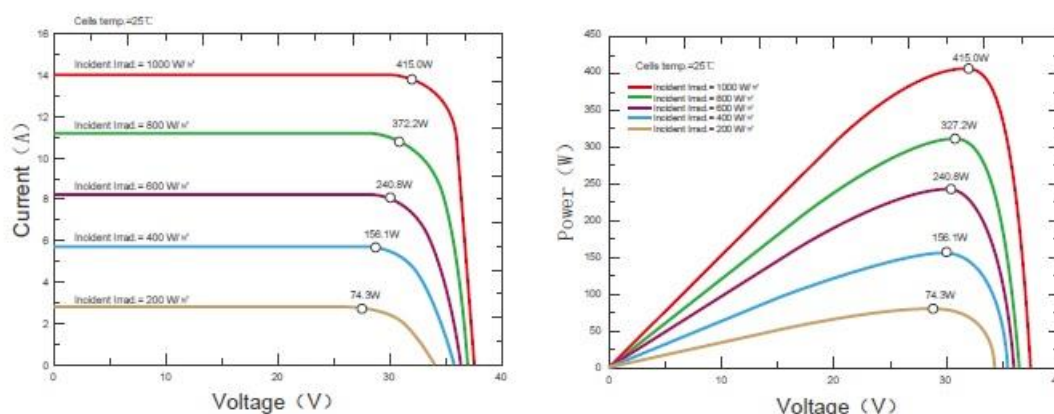 Cells temp.=25℃
16
14
12
10
8
6
4
2
0
Current (A)
Incident Irrad.= 1000 W/㎡
415.0W
Incident Irrad.= 800 W/㎡
372.2W
Incident Irrad.= 600 W/㎡
240.8W
Incident Irrad.= 400 W/㎡
156.1W
Incident Irrad.= 200 W/㎡
74.3W
0
10
20
30
40
Voltage (V)
450
400
350
300
250
200
150
100
50
0
Power (W)
Cells temp.=25℃
Incident Irrad.= 1000 W/㎡
Incident Irrad.= 800 W/㎡
Incident Irrad.= 600 W/㎡
Incident Irrad.= 400 W/㎡
Incident Irrad.= 200 W/㎡
415.0W
327.2W
240.8W
156.1W
74.3W
0
10
20
30
Voltage (V)